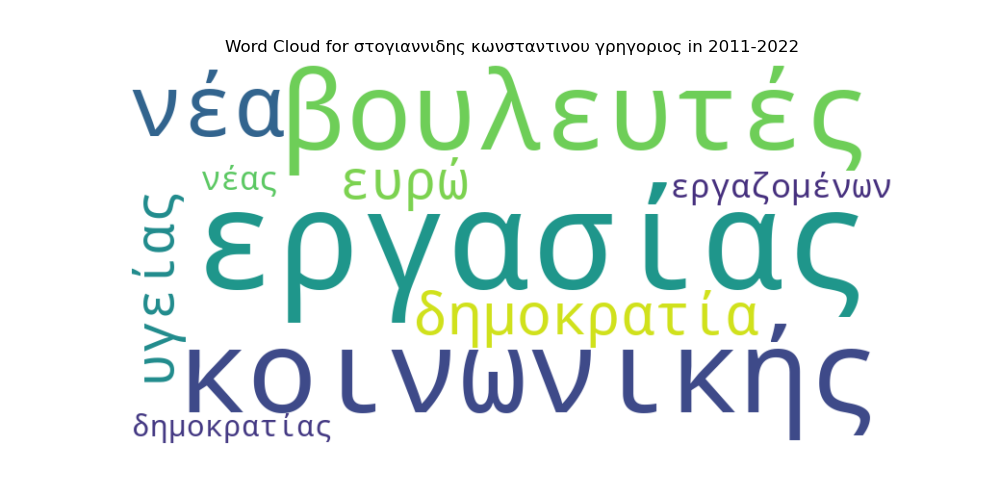 Word Cloud for στογιαννιδης κωνσταντινου γρηγοριος in 2011-2022
νέα βουλευτές
νέας ευρώ εργαζομένων
υγείας
εργασίας
δημοκρατία
κοινωνικής
δημοκρατίας